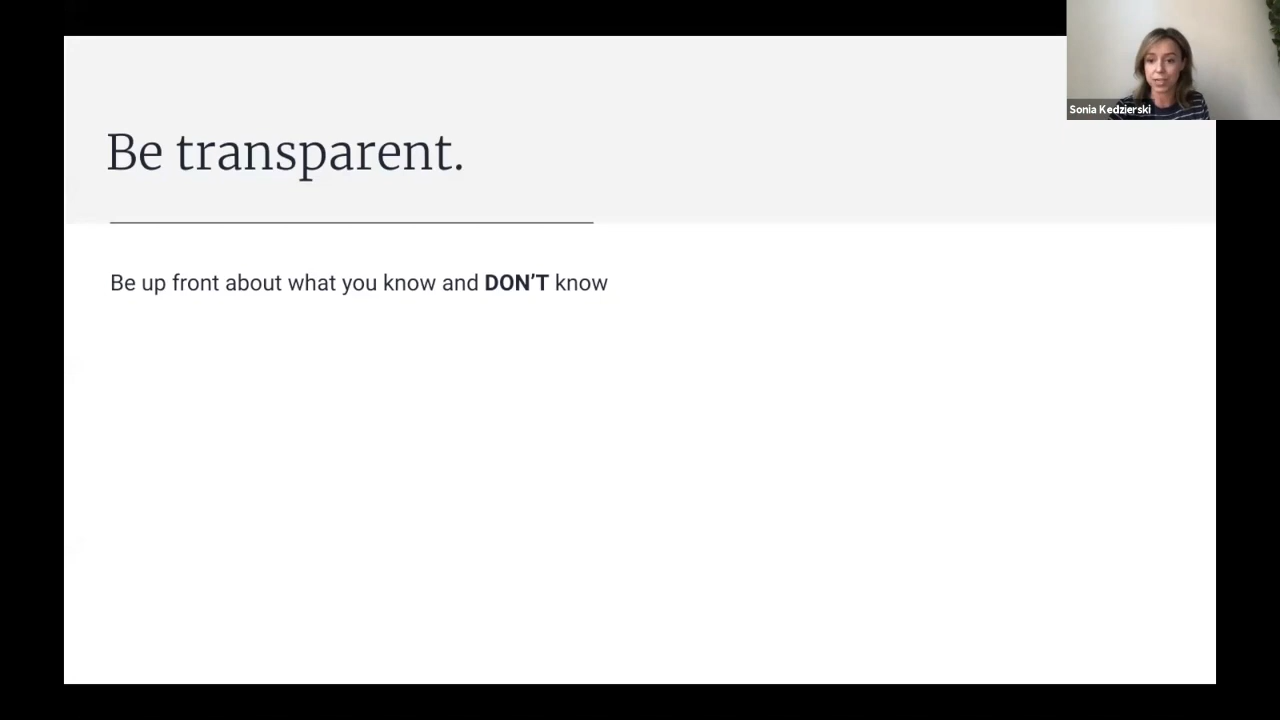 Be transparent.
Be up front about what you know and DON'T know
Sonia Kedzierski